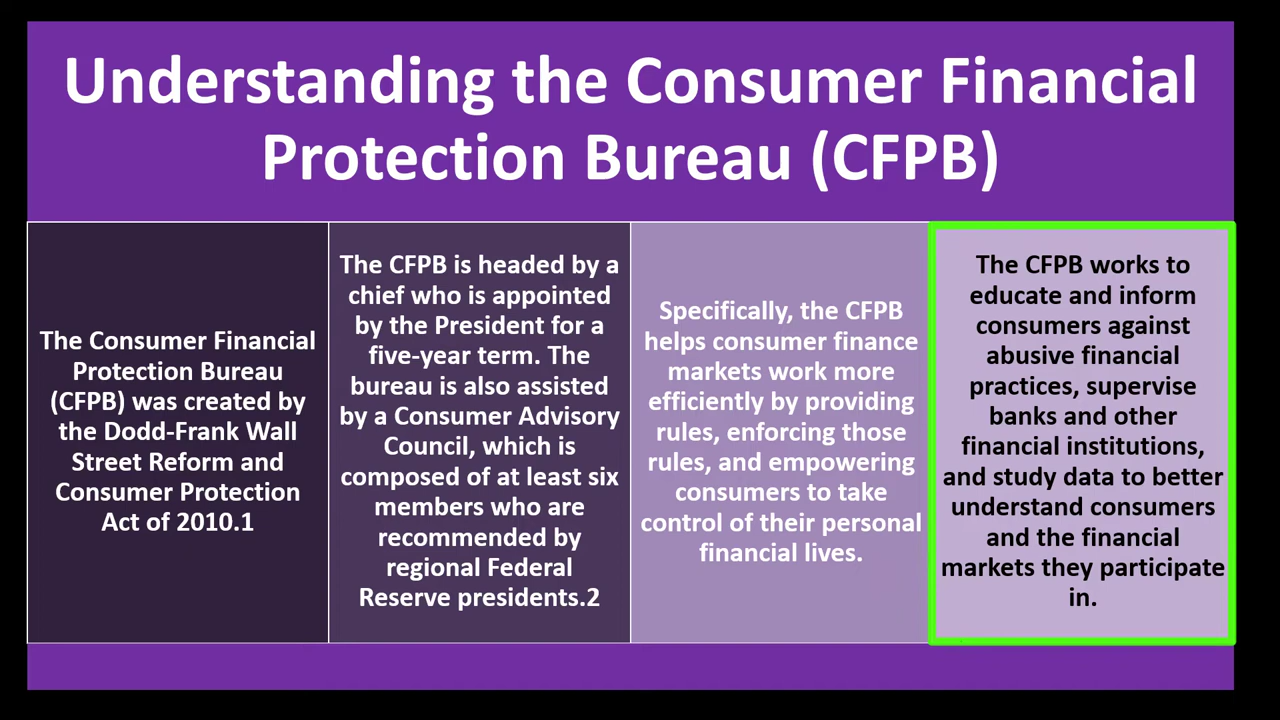 Understanding the Consumer Financial
Protection Bureau (CFPB)
The Consumer Financial
Protection Bureau
(CFPB) was created by
the Dodd-Frank Wall
Street Reform and
Consumer Protection
Act of 2010.1
The CFPB is headed by a
chief who is appointed
by the President for a
five-year term. The
bureau is also assisted
by a Consumer Advisory
Council, which is
composed of at least six
members who are
recommended by
regional Federal
Reserve presidents.2
Specifically, the CFPB
helps consumer finance
markets work more
efficiently by providing
rules, enforcing those
rules, and empowering
consumers to take
control of their personal
financial lives.
The CFPB works to
educate and inform
consumers against
abusive financial
practices, supervise
banks and other
financial institutions,
and study data to better
understand consumers
and the financial
markets they participate
in.